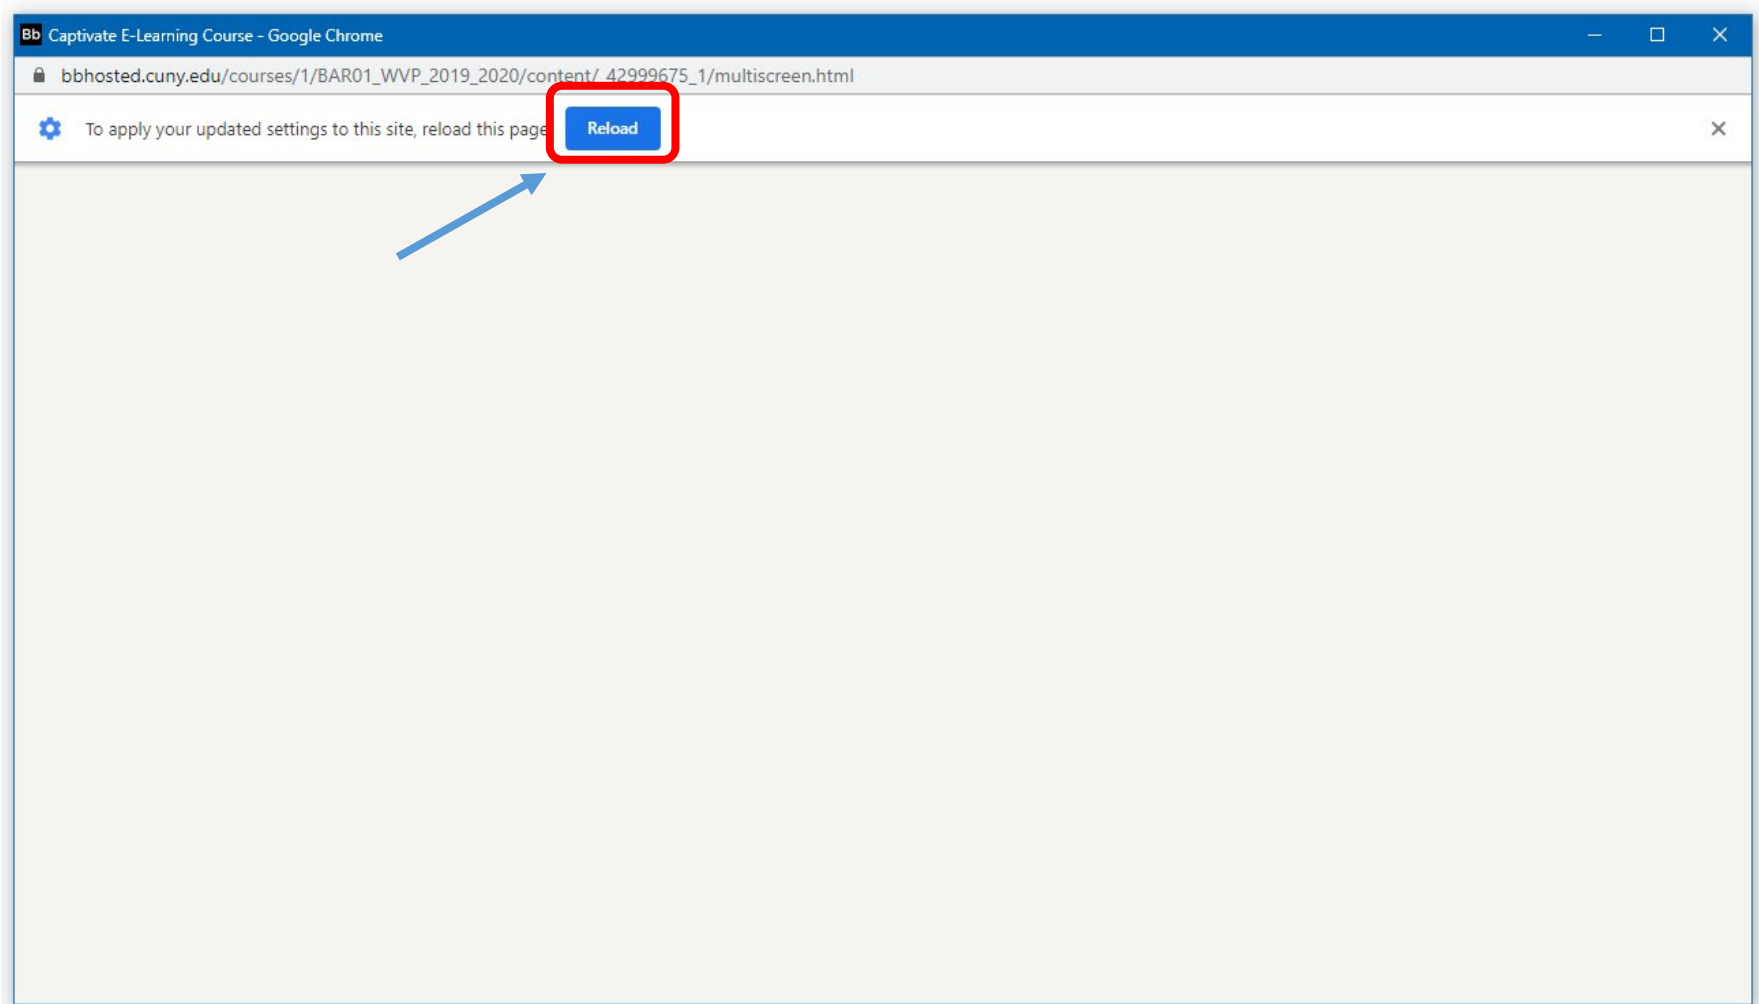 Bb Captivate E-Learning Course - Google Chrome
bbhosted.cuny.edu/courses/1/BAR01_WVP_2019_2020/content/_42999675_1/multiscreen.html
To apply your updated settings to this site, reload this page
Reload